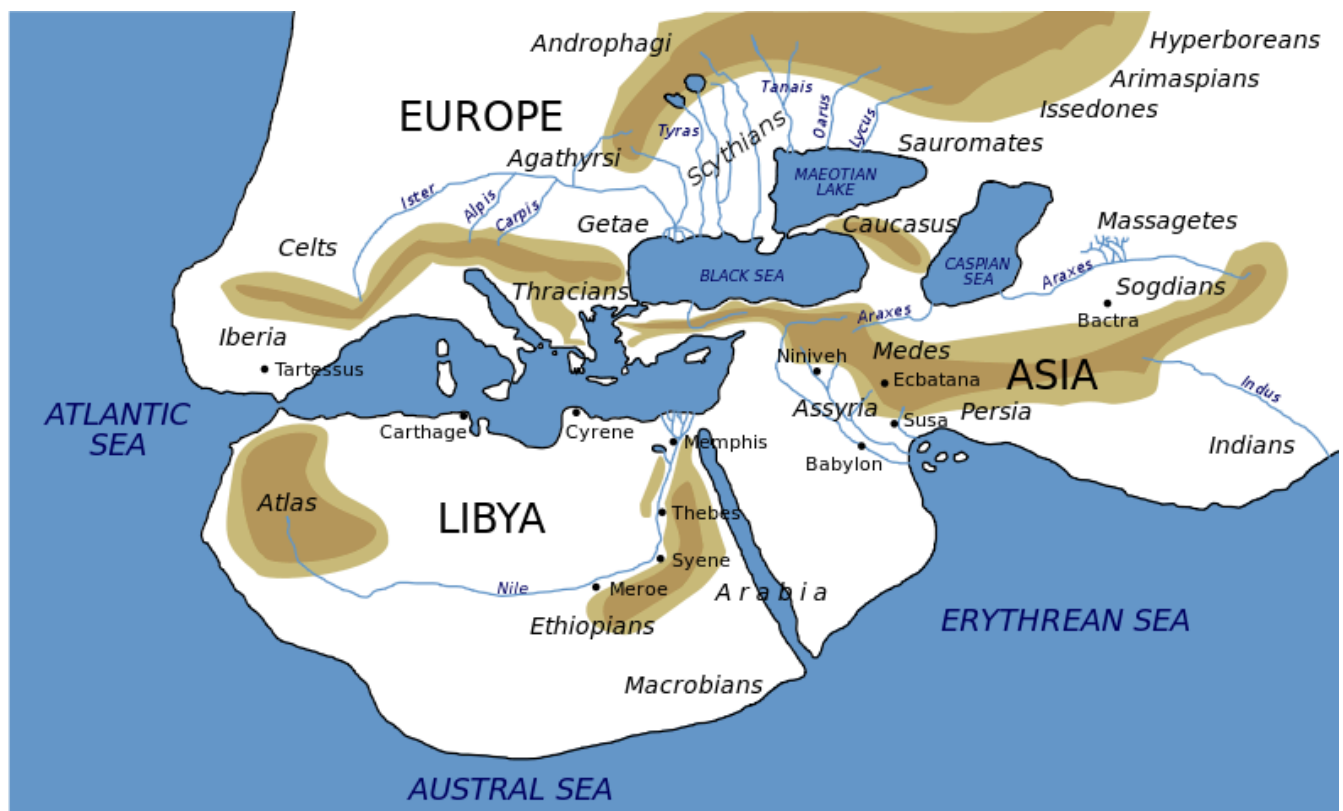 Androphagi
Hyperboreans
Arimaspians
Issedones
EUROPE
Tanais
Oarus
Lycus
Tyras
Scythians
Sauromates
Agathyrsi
MAEOTIAN
LAKE
Ister
Alpis
Carpis
Getae
Caucasus
Massagetes
Celts
BLACK SEA
CASPIAN
SEA
Araxes
Sogdians
Thracians
Araxes
Bactra
Iberia
Tartessus
Niniveh
Medes
Ecbatana
ASIA
Indus
ATLANTIC
SEA
Carthage
Cyrene
Memphis
Assyria
Susa
Persia
Babylon
Indians
Atlas
LIBYA
Thebes
Syene
Nile
Meroe
Arabia
Ethiopians
ERYTHREAN SEA
Macrobians
AUSTRAL SEA